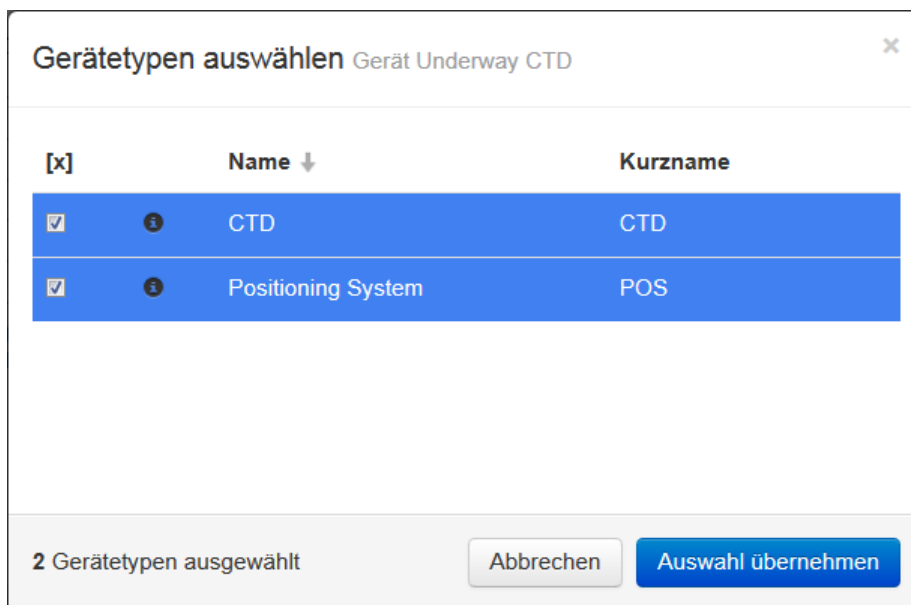 Gerätetypen auswählen Gerät Underway CTD ×
[x] Name Kurzname
CTD CTD
Positioning System POS
2 Gerätetypen ausgewählt Abbrechen Auswahl übernehmen